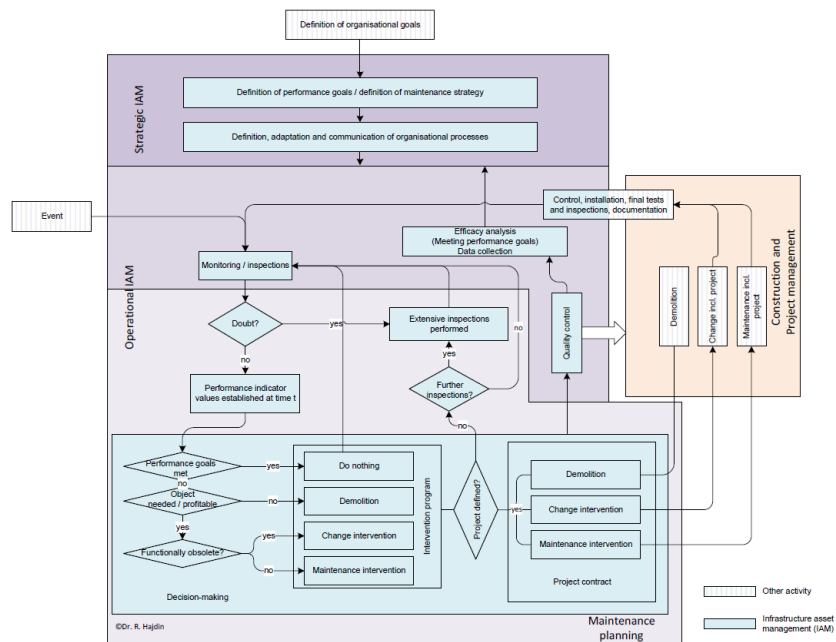 Definition of organisational goals
Strategic IAM
Definition of performance goals / definition of maintenance strategy
Definition, adaptation and communication of organisational processes
Event
Operational IAM
Control, installation, final tests
and inspections, documentation
Efficacy analysis
(Meeting performance goals)
Data collection
Monitoring / inspections
Construction and
Project management
Demolition
Change incl. project
Maintenance incl.
project
Doubt?
yes
Extensive inspections
performed
no
Quality control
no
yes
Performance indicator
values established at time t
Further
inspections?
no
Performance goals
met
yes
Do nothing
no
Object
needed / profitable
no
Demolition
yes
Functionally obsolete?
yes
Change intervention
no
Maintenance intervention
Intervention program
Project defined?
yes
Demolition
Change intervention
Maintenance intervention
Project contract
Decision-making
©Dr. R. Hajdin
Maintenance
planning
Other activity
Infrastructure asset
management (IAM)